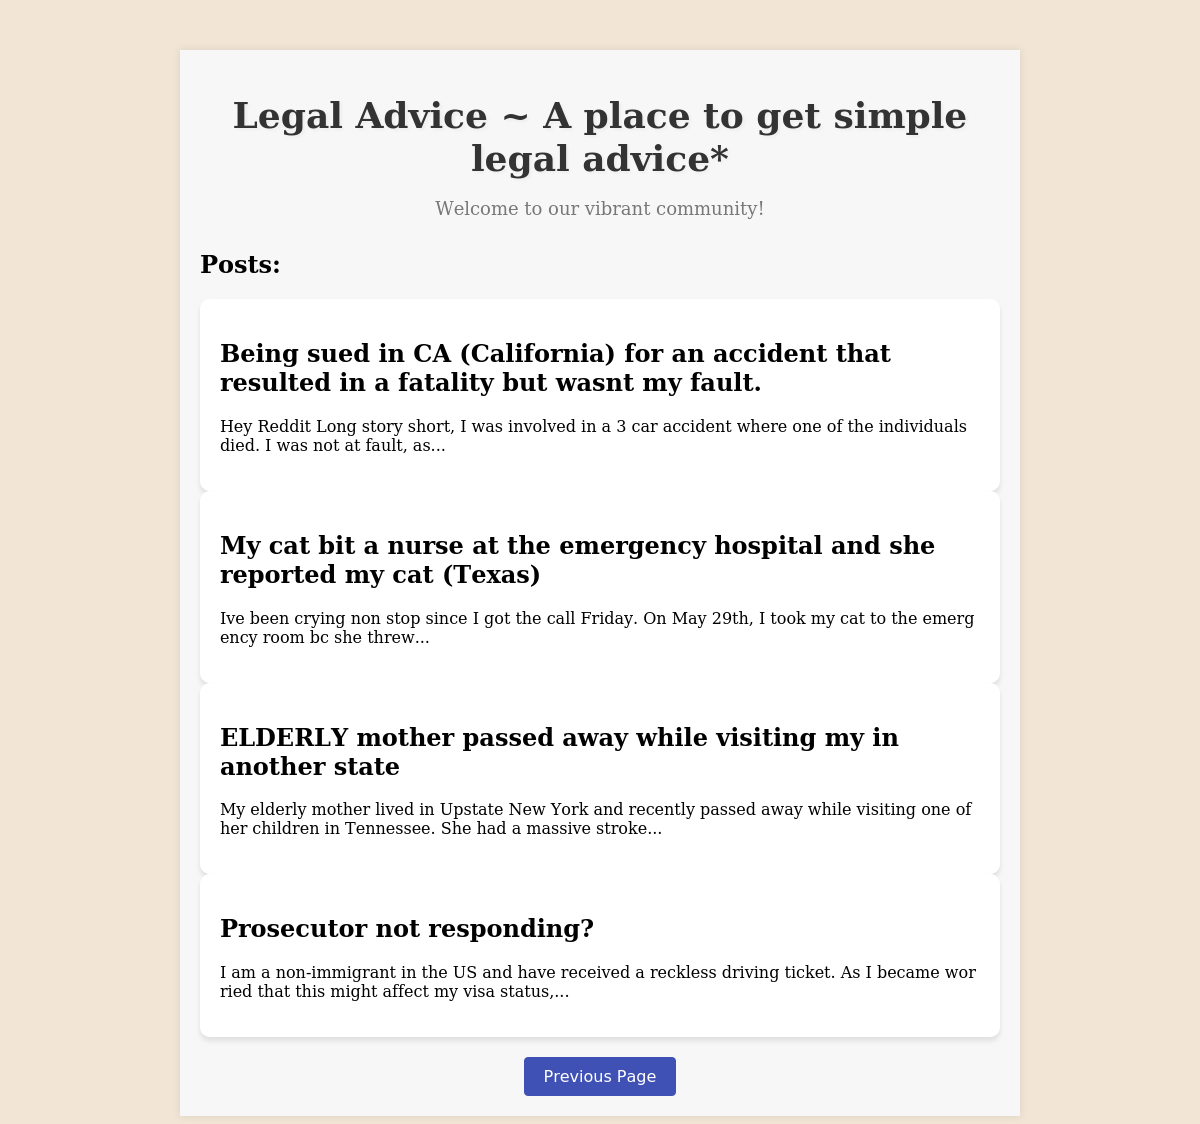 Legal Advice ~ A place to get simple
legal advice*
Welcome to our vibrant community!
Posts:
Being sued in CA (California) for an accident that
resulted in a fatality but wasnt my fault.
Hey Reddit Long story short, I was involved in a 3 car accident where one of the individuals
died. I was not at fault, as...
My cat bit a nurse at the emergency hospital and she
reported my cat (Texas)
Ive been crying non stop since I got the call Friday. On May 29th, I took my cat to the emerg
ency room bc she threw...
ELDERLY mother passed away while visiting my in
another state
My elderly mother lived in Upstate New York and recently passed away while visiting one of
her children in Tennessee. She had a massive stroke...
Prosecutor not responding?
I am a non-immigrant in the US and have received a reckless driving ticket. As I became wor
ried that this might affect my visa status,...
Previous Page